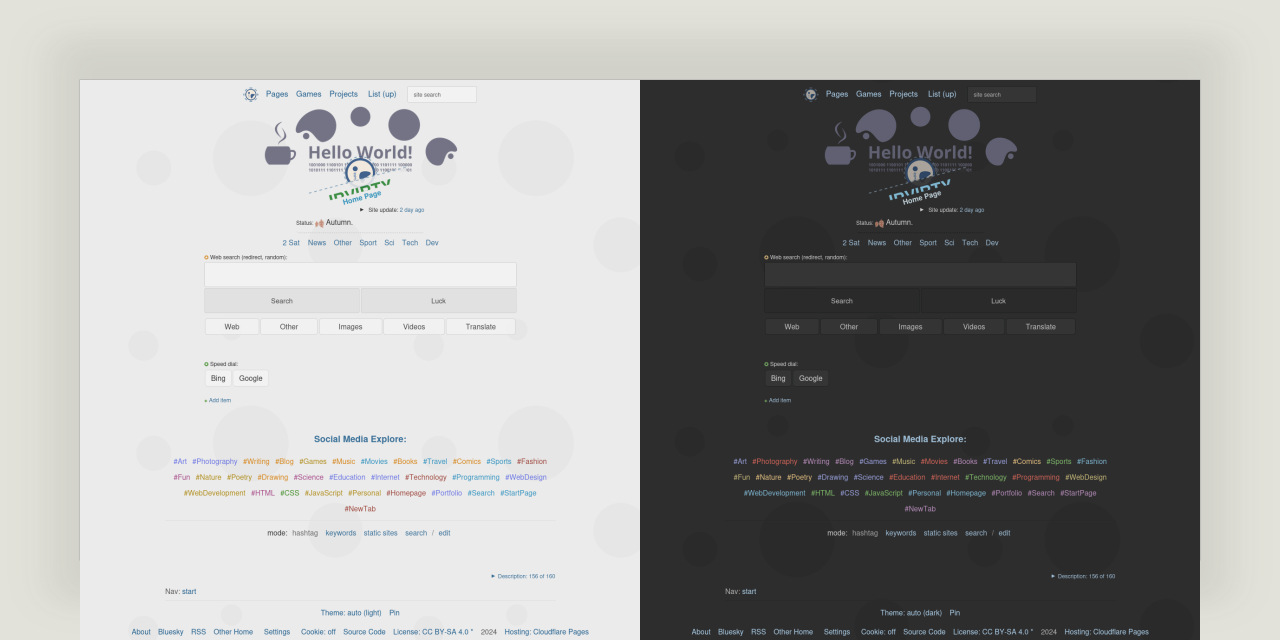 Pages Games Projects List (up) site search
Hello World!
Home Page
► Site update: 2 day ago
Status: Autumn.
2 Sat News Other Sport Sci Tech Dev
Web search (redirect, random):
Search Luck
Web Other Images Videos Translate
Speed dial:
Bing Google
+ Add item
Social Media Explore:
#Art #Photography #Writing #Blog #Games #Music #Movies #Books #Travel #Comics #Sports #Fashion
#Fun #Nature #Poetry #Drawing #Science #Education #Internet #Technology #Programming #WebDesign
#WebDevelopment #HTML #CSS #JavaScript #Personal #Homepage #Portfolio #Search #StartPage
#NewTab
mode: hashtag keywords static sites search / edit
► Description: 156 of 160
Nav: start
Theme: auto (light) Pin
About Bluesky RSS Other Home Settings Cookie: off Source Code License: CC BY-SA 4.0 * 2024 Hosting: Cloudflare Pages
Pages Games Projects List (up) site search
Hello World!
Home Page
► Site update: 2 day ago
Status: Autumn.
2 Sat News Other Sport Sci Tech Dev
Web search (redirect, random):
Search Luck
Web Other Images Videos Translate
Speed dial:
Bing Google
+ Add item
Social Media Explore:
#Art #Photography #Writing #Blog #Games #Music #Movies #Books #Travel #Comics #Sports #Fashion
#Fun #Nature #Poetry #Drawing #Science #Education #Internet #Technology #Programming #WebDesign
#WebDevelopment #HTML #CSS #JavaScript #Personal #Homepage #Portfolio #Search #StartPage
#NewTab
mode: hashtag keywords static sites search / edit
► Description: 156 of 160
Nav: start
Theme: auto (dark) Pin
About Bluesky RSS Other Home Settings Cookie: off Source Code License: CC BY-SA 4.0 * 2024 Hosting: Cloudflare Pages